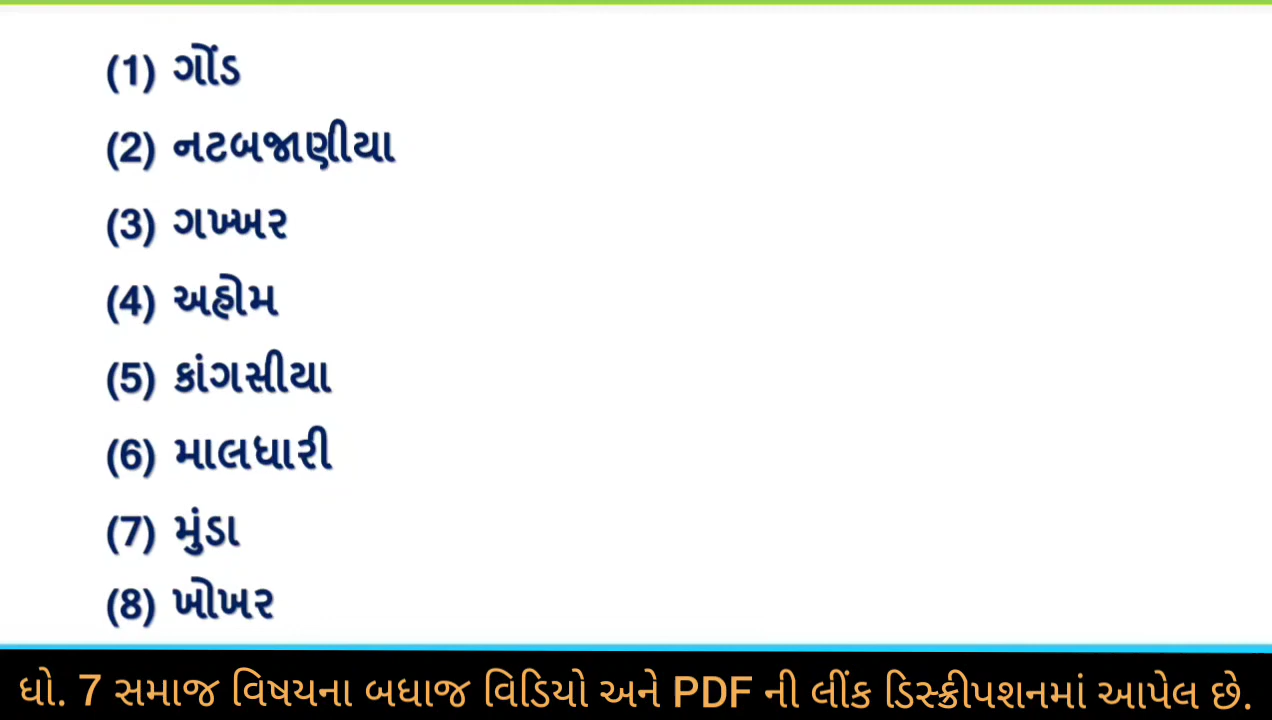 (1) ગોંડ
(2) નટબજાણીયા
(3) ગખ્ખર
(4) અહોમ
(5) કાંગસીયા
(6) માલધારી
(7) મુંડા
(8) ખોખર
ધો. 7 સમાજ વિષયના બધાજ વિડિયો અને PDF ની લીંક ડિસ્ક્રીપશનમાં આપેલ છે.